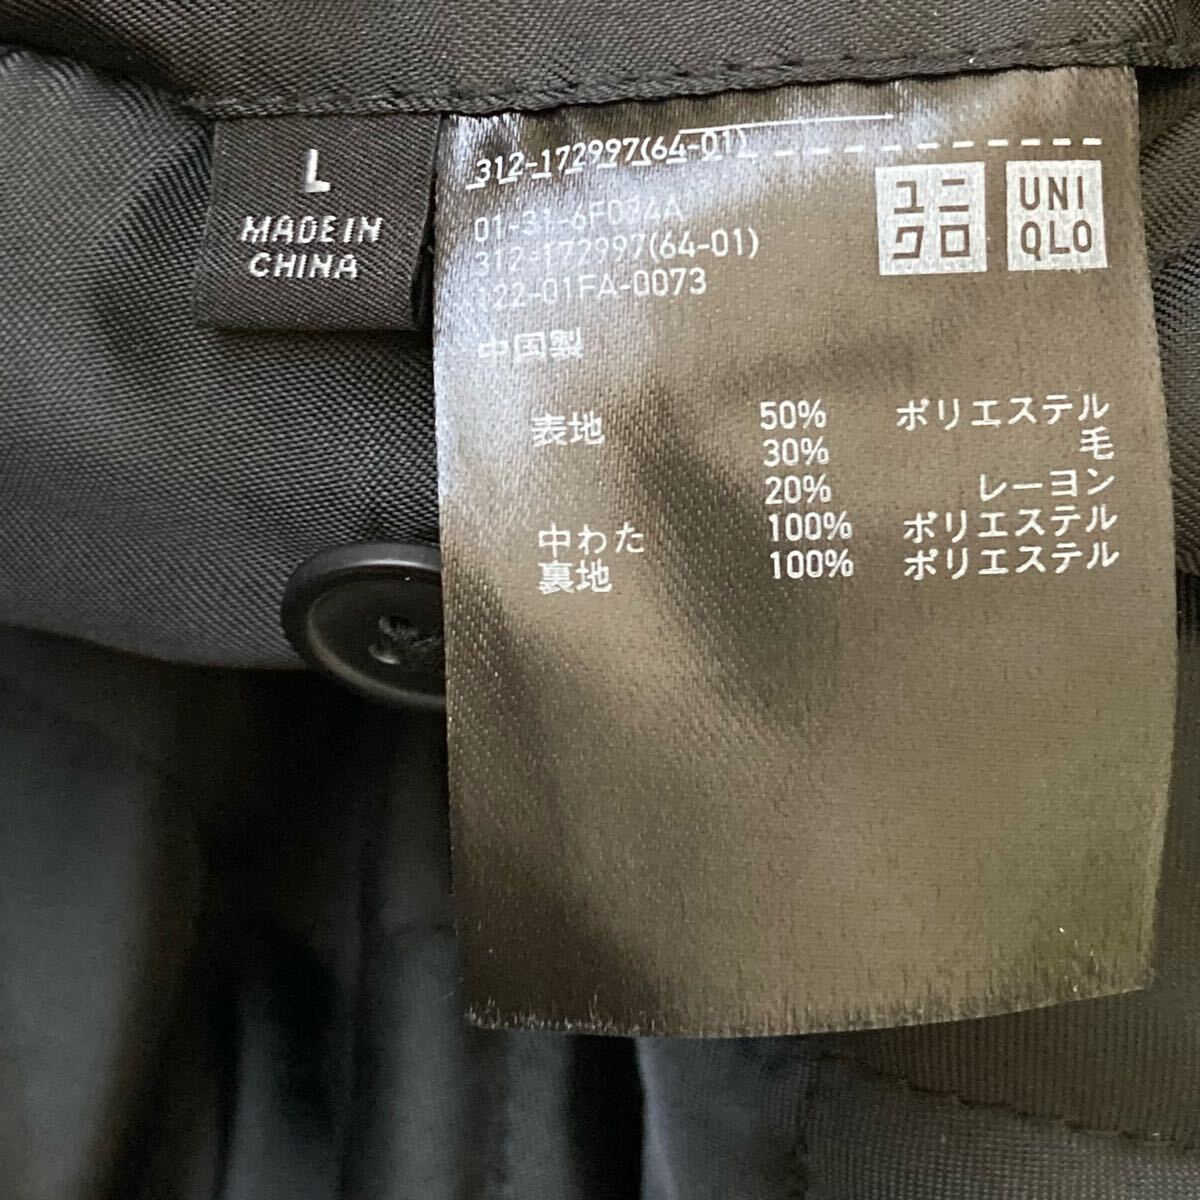 L
MADE IN
CHINA
312-172997(64-01)
ユニ
クロ
UNI
QLO
01-31-6F074A
312-172997(64-01)
122-01FA-0073
中国製
表地 50% ポリエステル
30% 毛
20% レーヨン
中わた 100% ポリエステル
裏地 100% ポリエステル